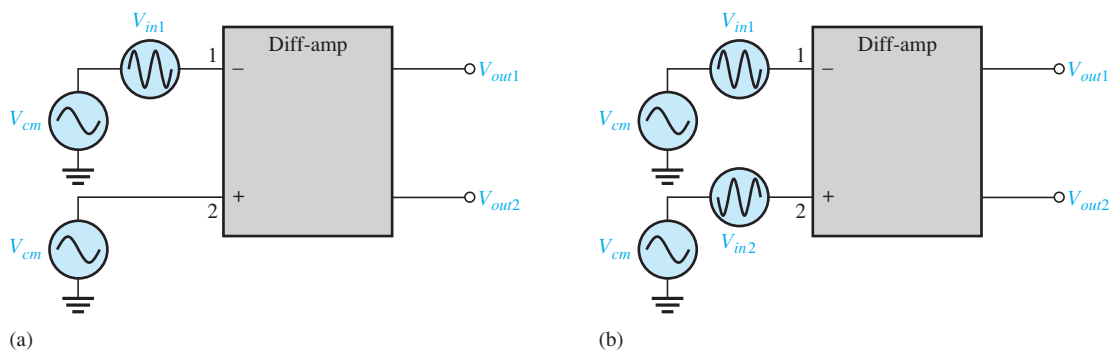 V_in1
Diff-amp
1
−
V_out1
V_cm
+
2
V_out2
V_cm
(a)
V_in1
Diff-amp
1
−
V_out1
V_cm
+
2
V_out2
V_in2
V_cm
(b)